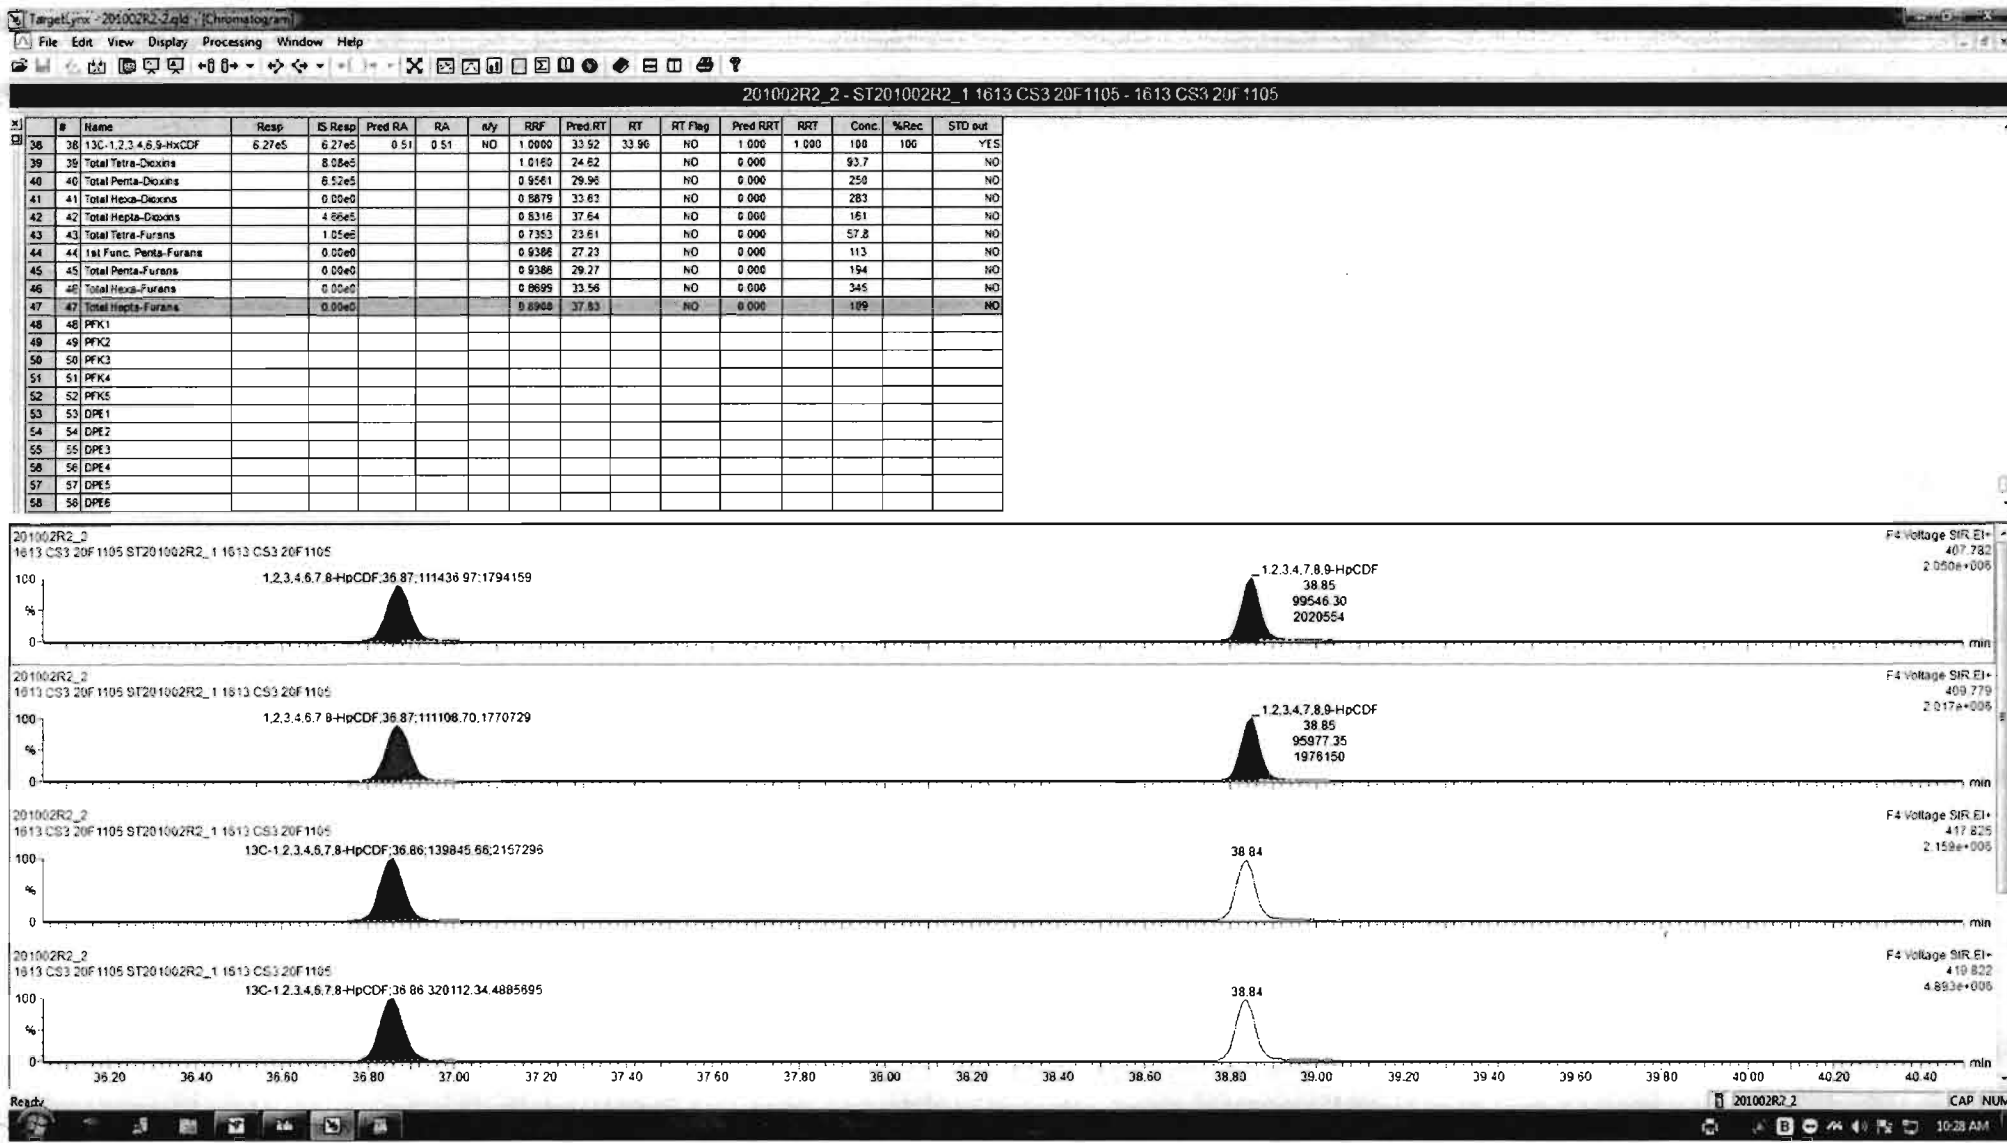 TargetLynx - 201002R2-2.qld - [Chromatogram]
File Edit View Display Processing Window Help
201002R2_2 - ST201002R2_1 1613 CS3 20F1105 - 1613 CS3 20F1105
# Name Resp IS Resp Pred RA RA n/y RRF Pred.RT RT RT Flag Pred RRT RRT Conc. %Rec STD out
38 38 13C-1,2,3,4,6,9-HxCDF 6.27e5 6.27e5 0.51 0.51 NO 1.0000 33.92 33.90 NO 1.000 1.000 100 100 YES
39 39 Total Tetra-Dioxins 8.08e5 1.0160 24.62 NO 0.000 93.7 NO
40 40 Total Penta-Dioxins 6.52e5 0.9561 29.96 NO 0.000 250 NO
41 41 Total Hexa-Dioxins 0.00e0 0.8879 33.63 NO 0.000 283 NO
42 42 Total Hepta-Dioxins 4.66e5 0.8316 37.64 NO 0.000 161 NO
43 43 Total Tetra-Furans 1.05e6 0.7353 23.61 NO 0.000 57.8 NO
44 44 1st Func. Penta-Furans 0.00e0 0.9386 27.23 NO 0.000 113 NO
45 45 Total Penta-Furans 0.00e0 0.9386 29.27 NO 0.000 194 NO
46 46 Total Hexa-Furans 0.00e0 0.8699 33.56 NO 0.000 345 NO
47 47 Total Hepta-Furans 0.00e0 0.8908 37.83 NO 0.000 189 NO
48 48 PFK1
49 49 PFK2
50 50 PFK3
51 51 PFK4
52 52 PFK5
53 53 DPE1
54 54 DPE2
55 55 DPE3
56 56 DPE4
57 57 DPE5
58 58 DPE6
201002R2_2
1613 CS3 20F1105 ST201002R2_1 1613 CS3 20F1105
F4:Voltage SIR,EI+
407.782
2.050e+006
100
%
0
1,2,3,4,6,7,8-HpCDF;36.87;111436.97;1794159
1,2,3,4,7,8,9-HpCDF
38.85
99546.30
2020554
min
201002R2_2
1613 CS3 20F1105 ST201002R2_1 1613 CS3 20F1105
F4:Voltage SIR,EI+
409.779
2.017e+006
100
%
0
1,2,3,4,6,7,8-HpCDF;36.87;111108.70;1770729
1,2,3,4,7,8,9-HpCDF
38.85
95977.35
1976150
min
201002R2_2
1613 CS3 20F1105 ST201002R2_1 1613 CS3 20F1105
F4:Voltage SIR,EI+
417.825
2.159e+006
100
%
0
13C-1,2,3,4,6,7,8-HpCDF;36.86;139845.66;2157296
38.84
min
201002R2_2
1613 CS3 20F1105 ST201002R2_1 1613 CS3 20F1105
F4:Voltage SIR,EI+
419.822
4.893e+006
100
%
0
13C-1,2,3,4,6,7,8-HpCDF;36.86;320112.34;4885695
38.84
min
36.20 36.40 36.60 36.80 37.00 37.20 37.40 37.60 37.80 38.00 38.20 38.40 38.60 38.80 39.00 39.20 39.40 39.60 39.80 40.00 40.20 40.40
Ready 201002R2_2 CAP NUM
10:28 AM